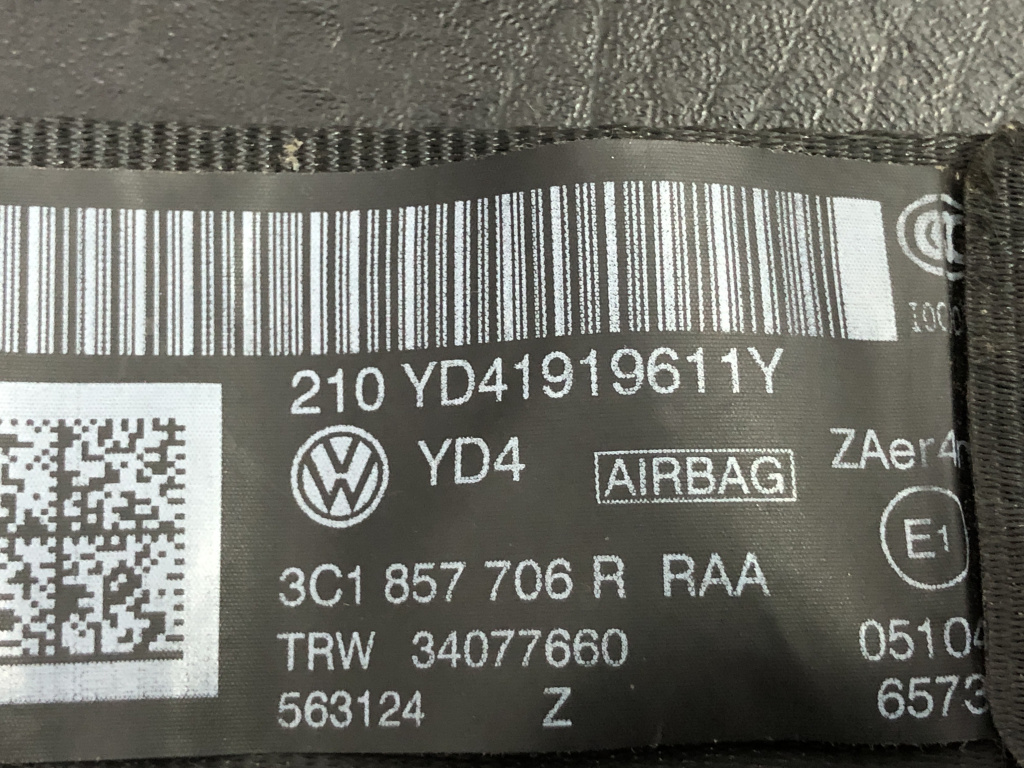 210 YD41919611Y
YD4
AIRBAG
ZAer4
E1
3C1 857 706 R RAA
TRW 34077660
05104
563124 Z
6573